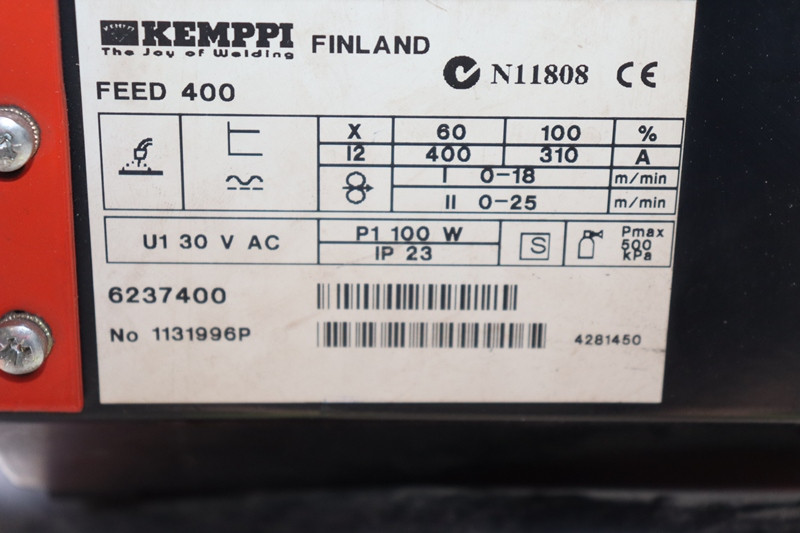 KEMPPI FINLAND
The Joy of Welding
N11808 CE
FEED 400
X 60 100 %
I2 400 310 A
I 0-18 m/min
II 0-25 m/min
U1 30 V AC P1 100 W S Pmax
500
kPa
IP 23
6237400
No 1131996P 4281450